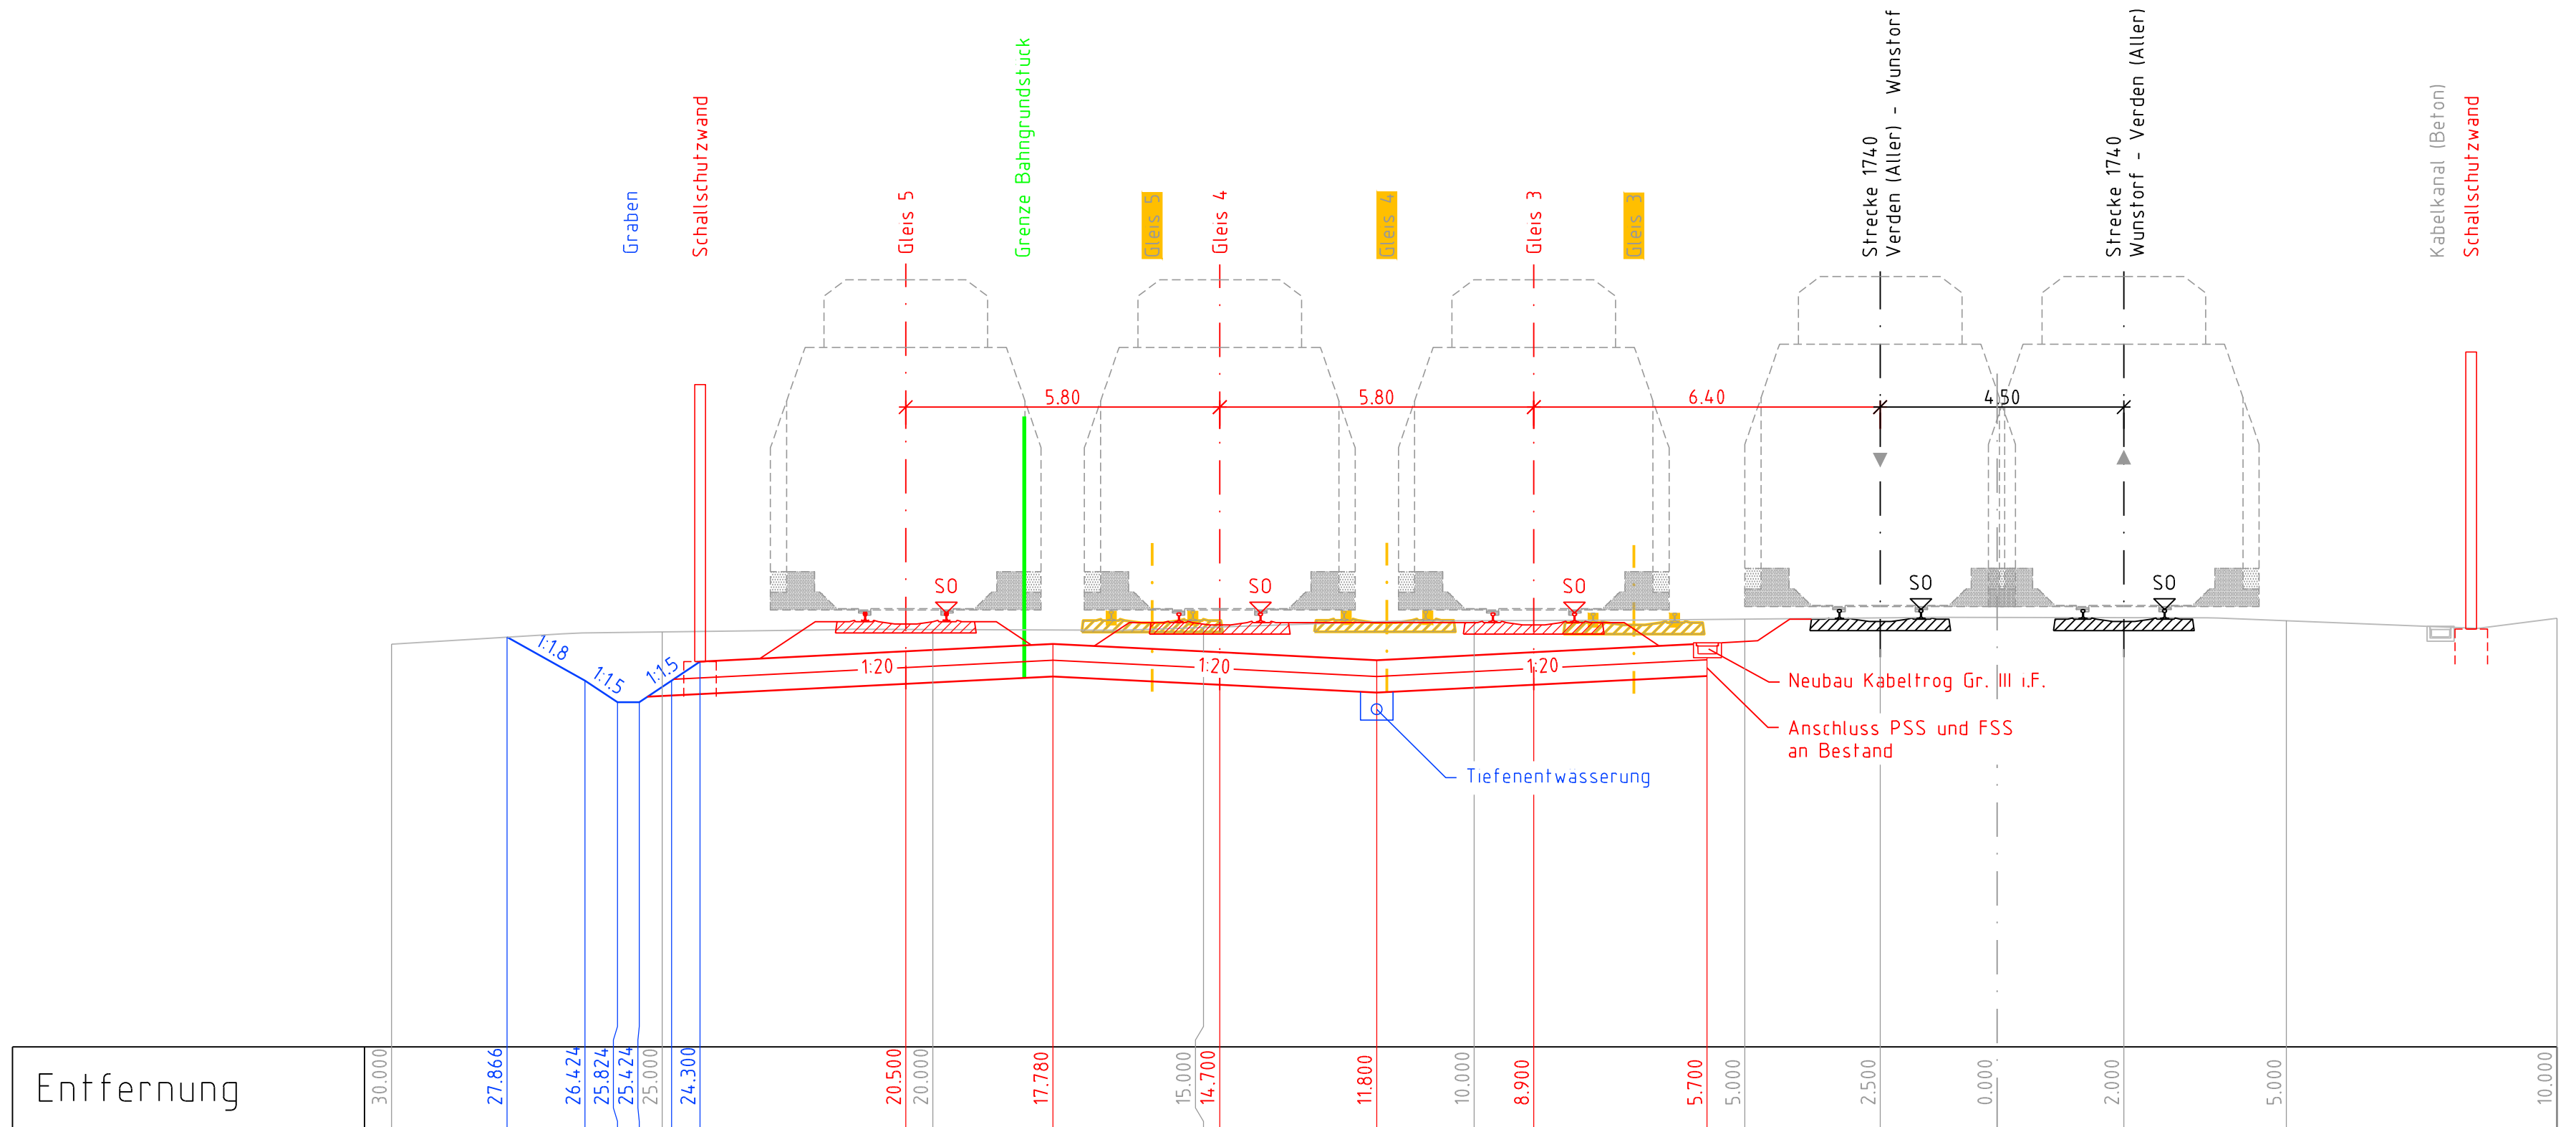 Graben
Schallschutzwand
Gleis 5
Grenze Bahngrundstück
Gleis 5
Gleis 4
Gleis 4
Gleis 3
Gleis 3
Strecke 1740
Verden (Aller) - Wunstorf
Strecke 1740
Wunstorf - Verden (Aller)
Kabelkanal (Beton)
Schallschutzwand
5.80
5.80
6.40
4.50
SO
SO
SO
SO
SO
1:1.8
1:1.5
1:1.5
1:20
1:20
1:20
Neubau Kabeltrog Gr. III i.F.
Anschluss PSS und FSS
an Bestand
Tiefenentwässerung
Entfernung
30.000
27.866
26.424
25.824
25.424
25.000
24.300
20.500
20.000
17.780
15.000
14.700
11.800
10.000
8.900
5.700
5.000
2.500
0.000
2.000
5.000
10.000